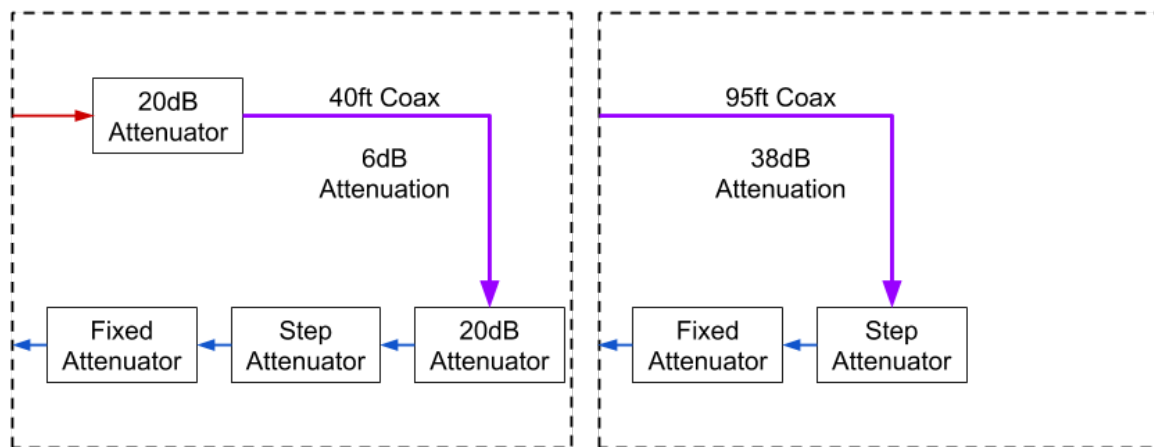 20dB
Attenuator
40ft Coax
6dB
Attenuation
Fixed
Attenuator
Step
Attenuator
20dB
Attenuator
95ft Coax
38dB
Attenuation
Fixed
Attenuator
Step
Attenuator